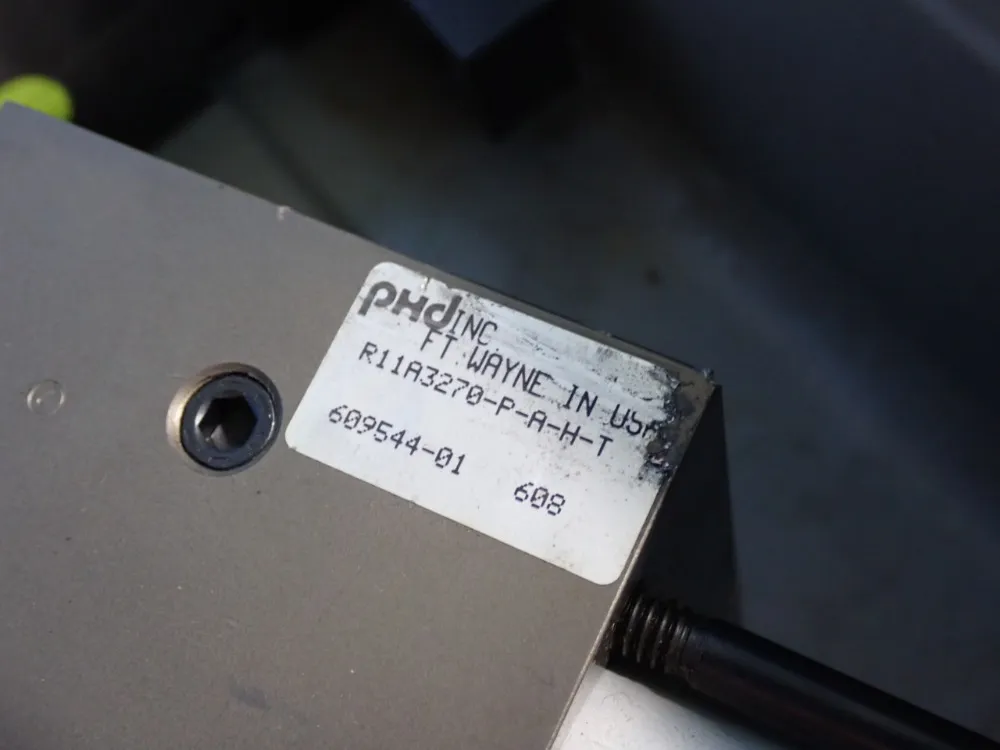 PHD INC
FT. WAYNE IN USA
R11A3270-P-A-H-T
609544-01 608